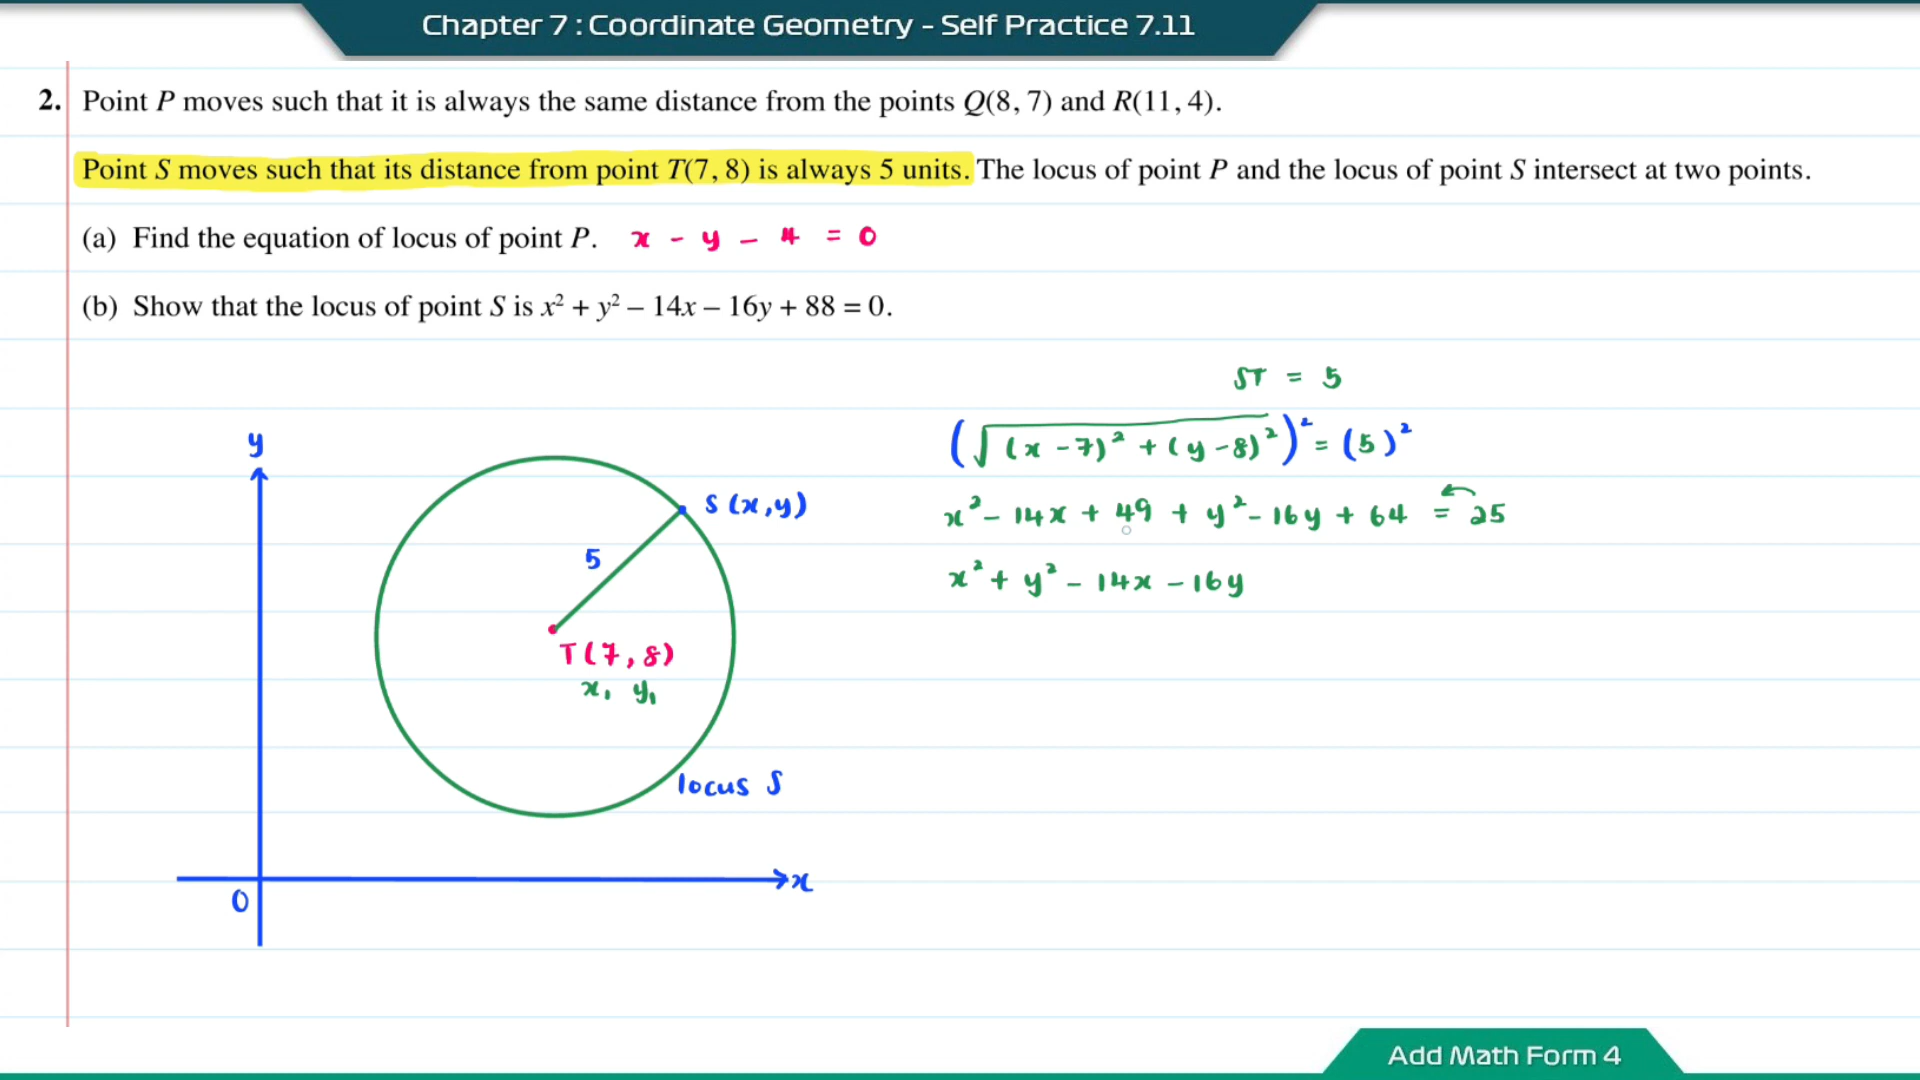 Chapter 7 : Coordinate Geometry - Self Practice 7.11
2. Point P moves such that it is always the same distance from the points Q(8, 7) and R(11, 4).
Point S moves such that its distance from point T(7, 8) is always 5 units. The locus of point P and the locus of point S intersect at two points.
(a) Find the equation of locus of point P. x - y - 4 = 0
(b) Show that the locus of point S is x² + y² – 14x – 16y + 88 = 0.
ST = 5
(√(x - 7)² + (y - 8)²)² = (5)²
x² - 14x + 49 + y² - 16y + 64 = 25
x² + y² - 14x - 16y
y
S (x,y)
5
T (7, 8)
x₁ y₁
locus S
x
0
Add Math Form 4